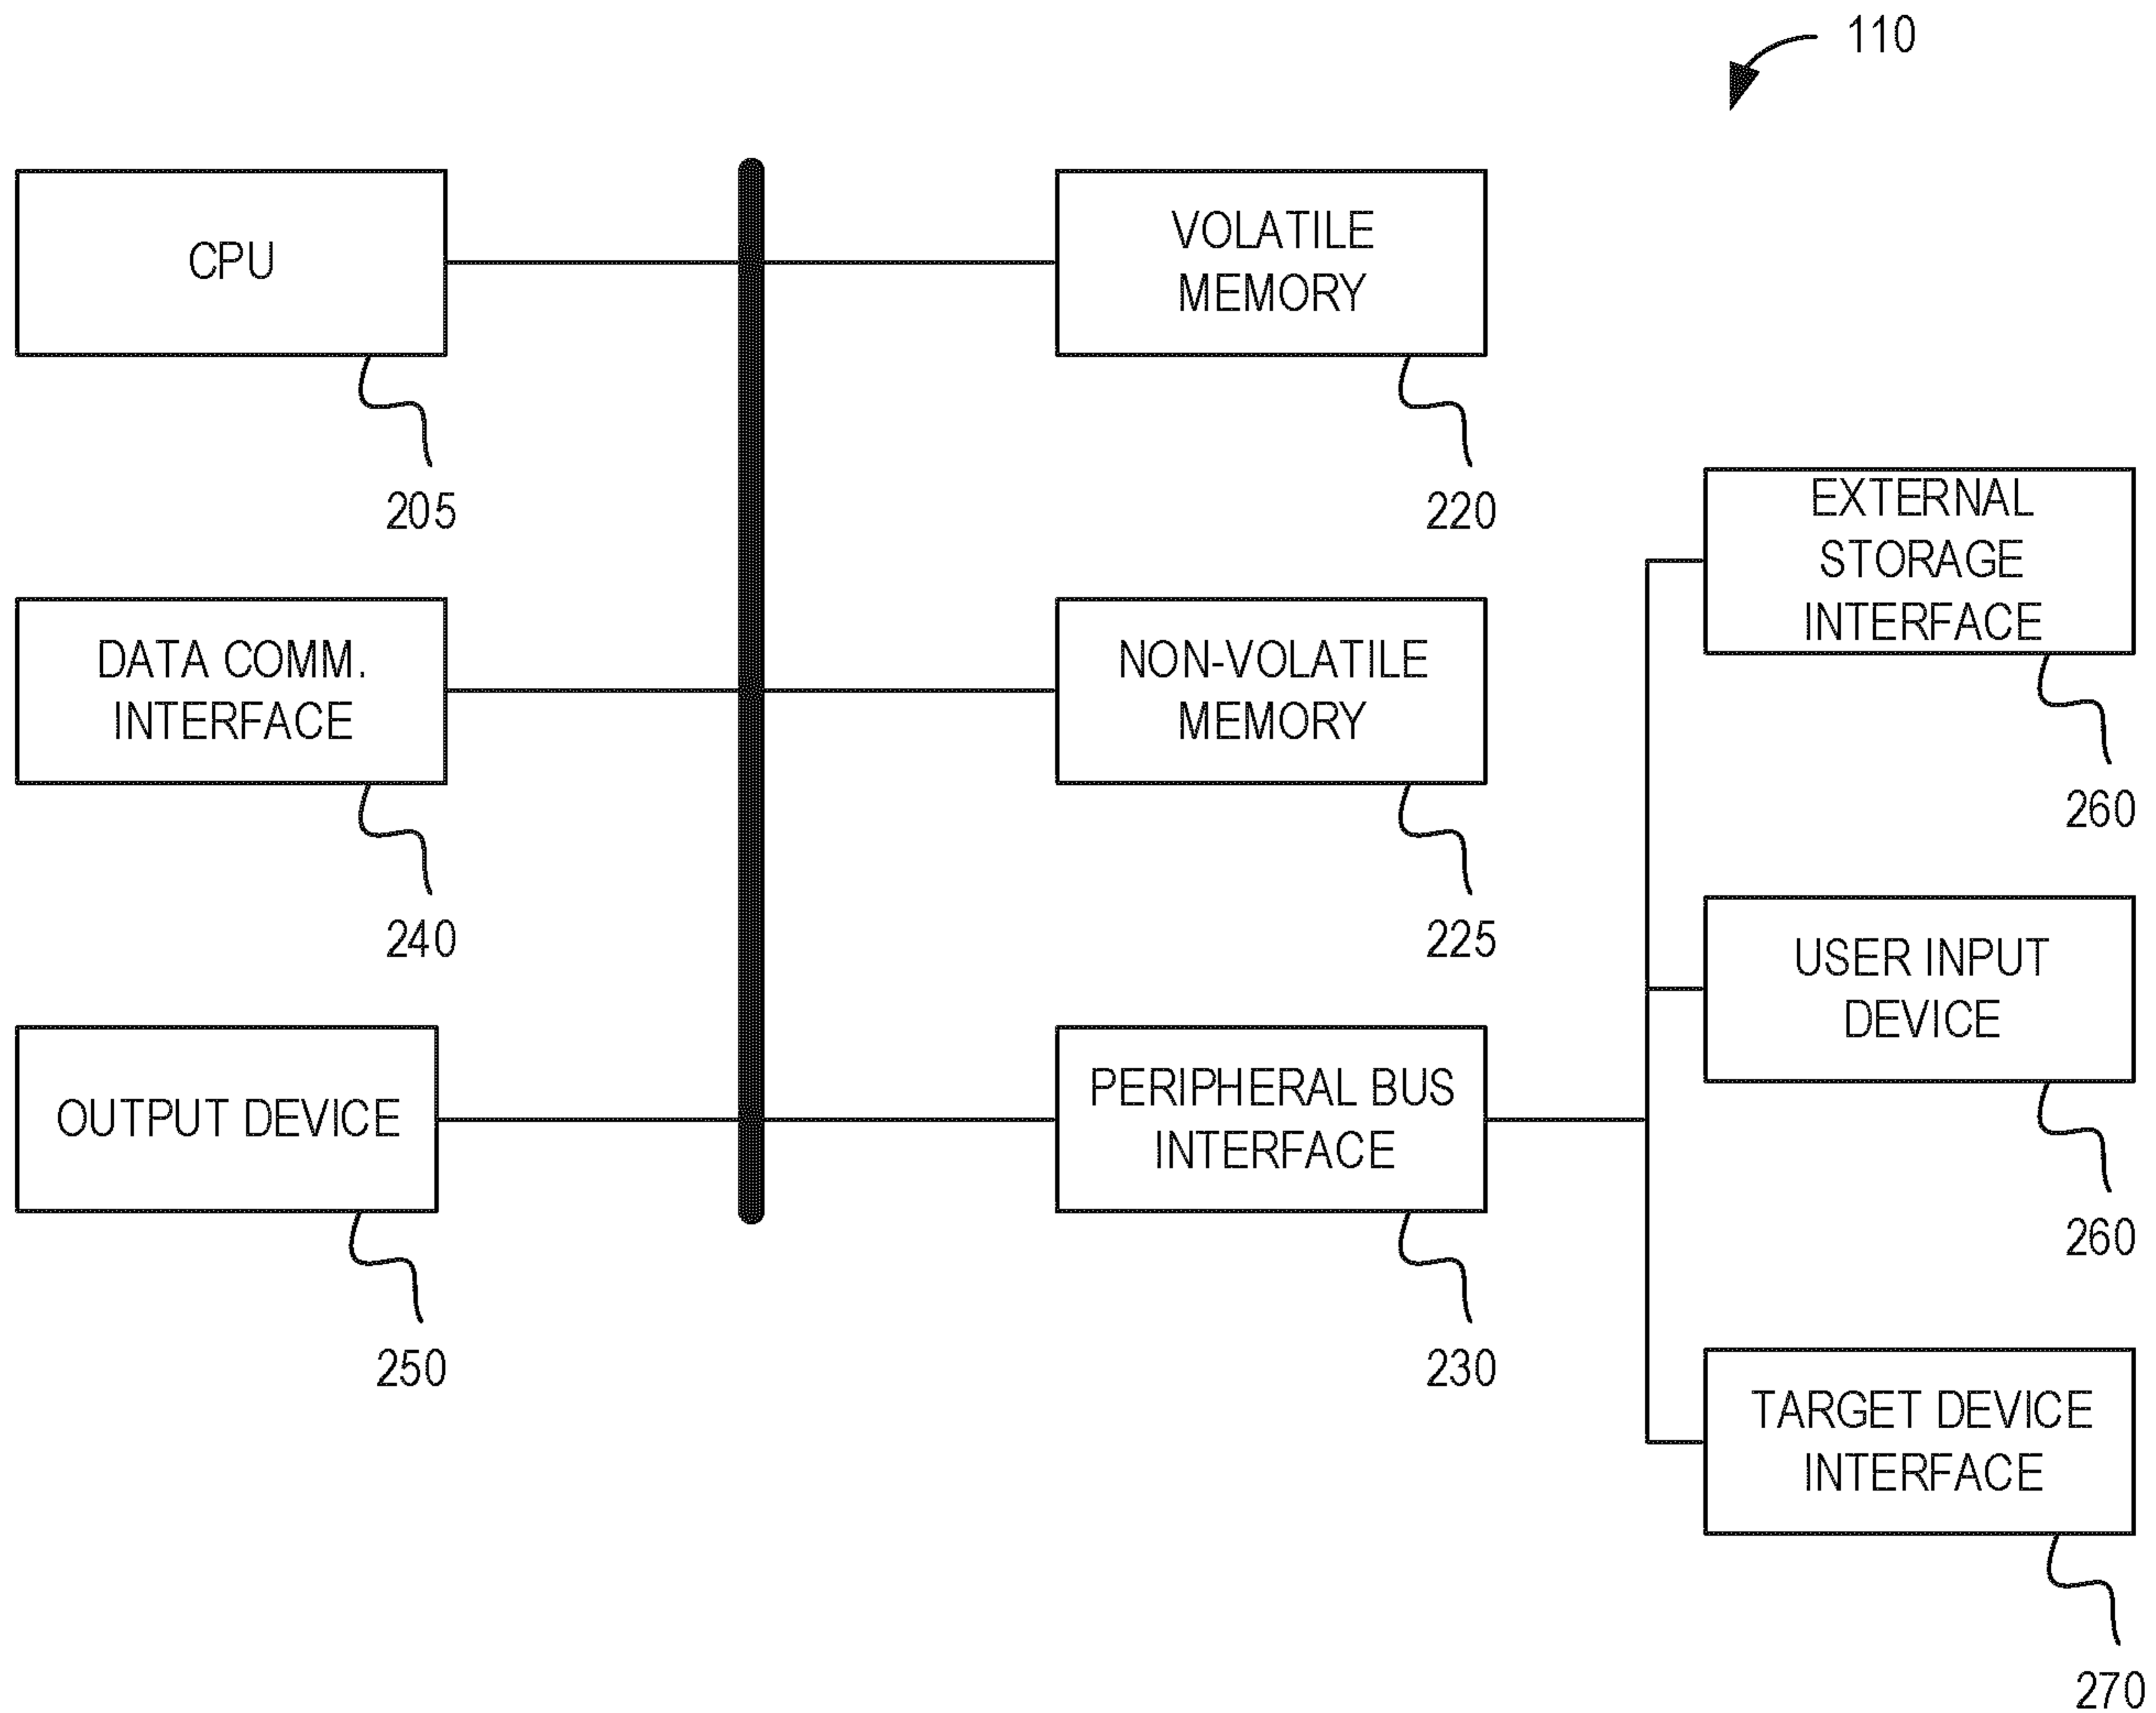 110
CPU
205
VOLATILE
MEMORY
220
EXTERNAL
STORAGE
INTERFACE
260
DATA COMM.
INTERFACE
240
NON-VOLATILE
MEMORY
225
USER INPUT
DEVICE
260
OUTPUT DEVICE
250
PERIPHERAL BUS
INTERFACE
230
TARGET DEVICE
INTERFACE
270